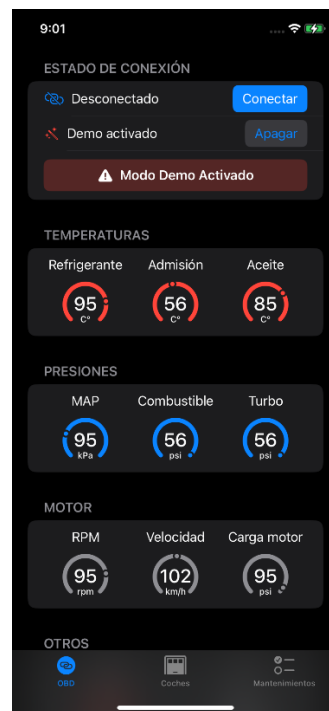 9:01
ESTADO DE CONEXIÓN
Desconectado Conectar
Demo activado Apagar
Modo Demo Activado
TEMPERATURAS
Refrigerante Admisión Aceite
95 56 85
C° C° C°
PRESIONES
MAP Combustible Turbo
95 56 56
kPa psi psi
MOTOR
RPM Velocidad Carga motor
95 102 95
rpm km/h psi
OTROS
OBD Coches Mantenimientos